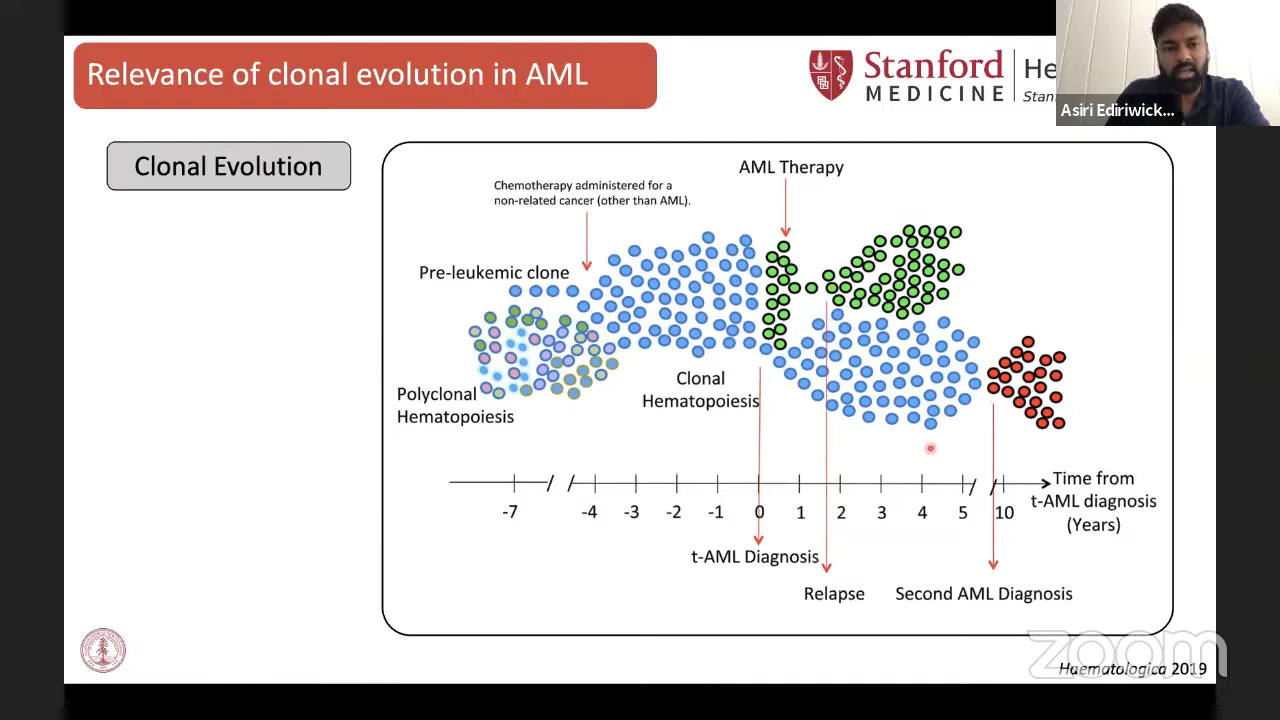 Relevance of clonal evolution in AML
Stanford
MEDICINE
He
Stan
Asiri Ediriwick...
Clonal Evolution
AML Therapy
Chemotherapy administered for a
non-related cancer (other than AML).
Pre-leukemic clone
Clonal
Hematopoiesis
Polyclonal
Hematopoiesis
-7 -4 -3 -2 -1 0 1 2 3 4 5 10
Time from
t-AML diagnosis
(Years)
t-AML Diagnosis
Relapse
Second AML Diagnosis
zoom
Haematologica 2019